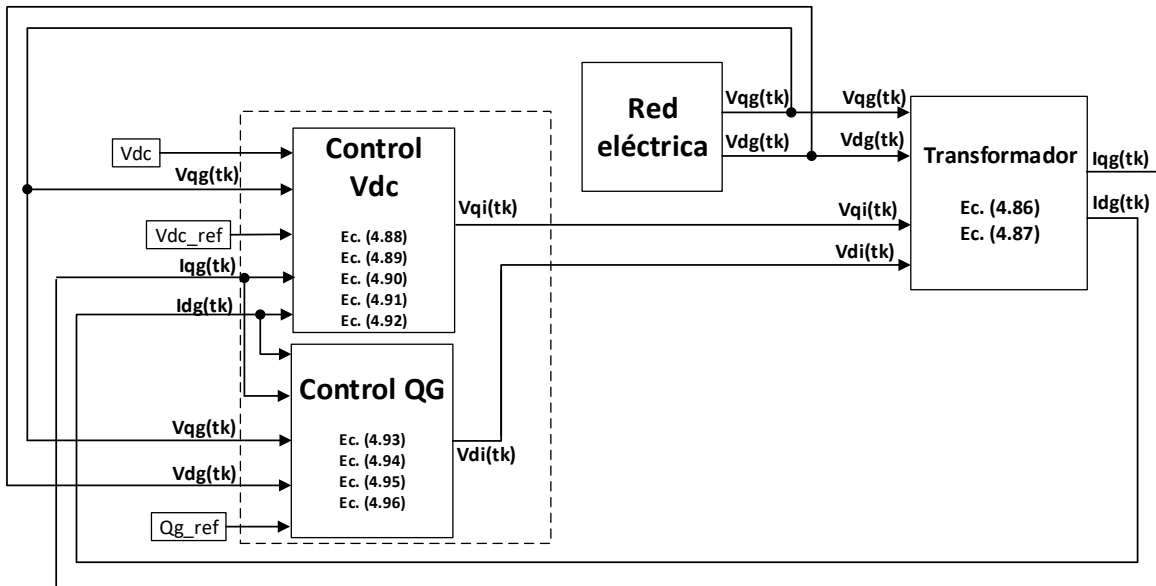 Red
eléctrica
Vqg(tk)
Vdg(tk)
Vqg(tk)
Vdg(tk)
Vqi(tk)
Vdi(tk)
Transformador
Ec. (4.86)
Ec. (4.87)
Iqg(tk)
Idg(tk)
Vdc
Vqg(tk)
Vdc_ref
Iqg(tk)
Idg(tk)
Control
Vdc
Ec. (4.88)
Ec. (4.89)
Ec. (4.90)
Ec. (4.91)
Ec. (4.92)
Vqi(tk)
Vqg(tk)
Vdg(tk)
Qg_ref
Control QG
Ec. (4.93)
Ec. (4.94)
Ec. (4.95)
Ec. (4.96)
Vdi(tk)